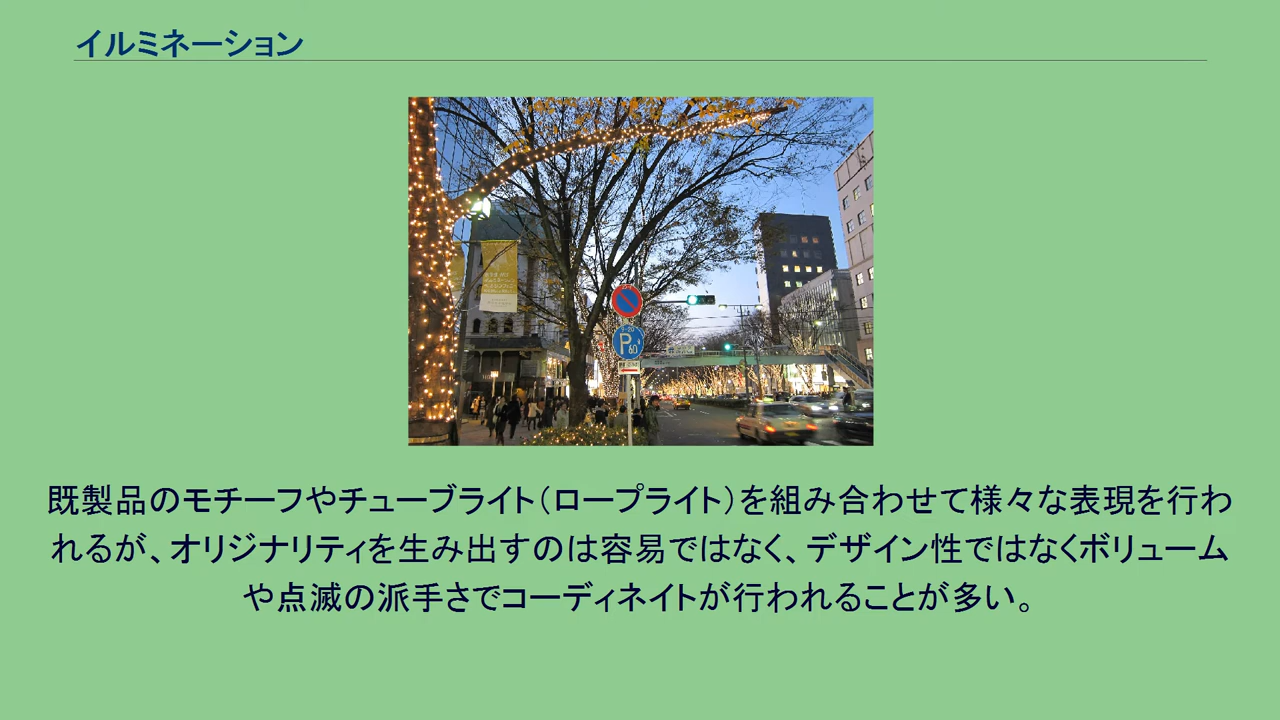 イルミネーション
P
60
既製品のモチーフやチューブライト（ロープライト）を組み合わせて様々な表現を行わ
れるが、オリジナリティを生み出すのは容易ではなく、デザイン性ではなくボリューム
や点滅の派手さでコーディネイトが行われることが多い。